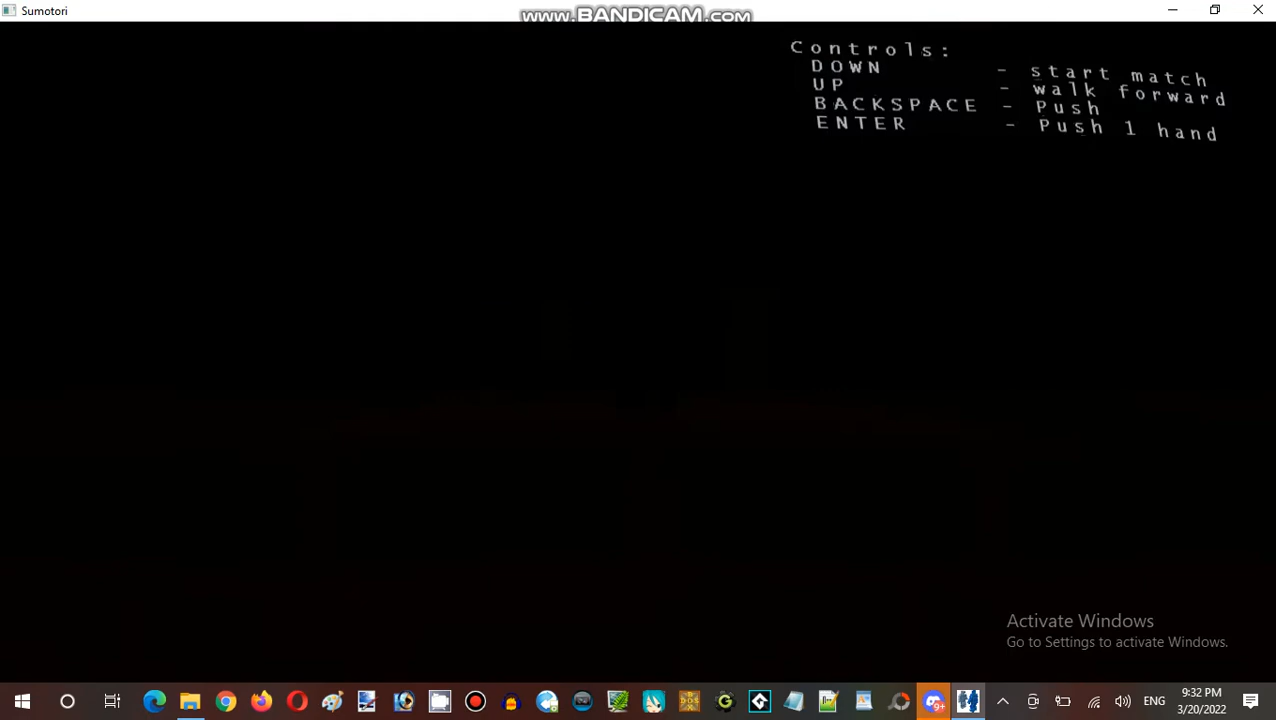 Sumotori
www.BANDICAM.com
Controls:
DOWN - start match
UP - walk forward
BACKSPACE - Push
ENTER - Push 1 hand
Activate Windows
Go to Settings to activate Windows.
9+
ENG
9:32 PM
3/20/2022